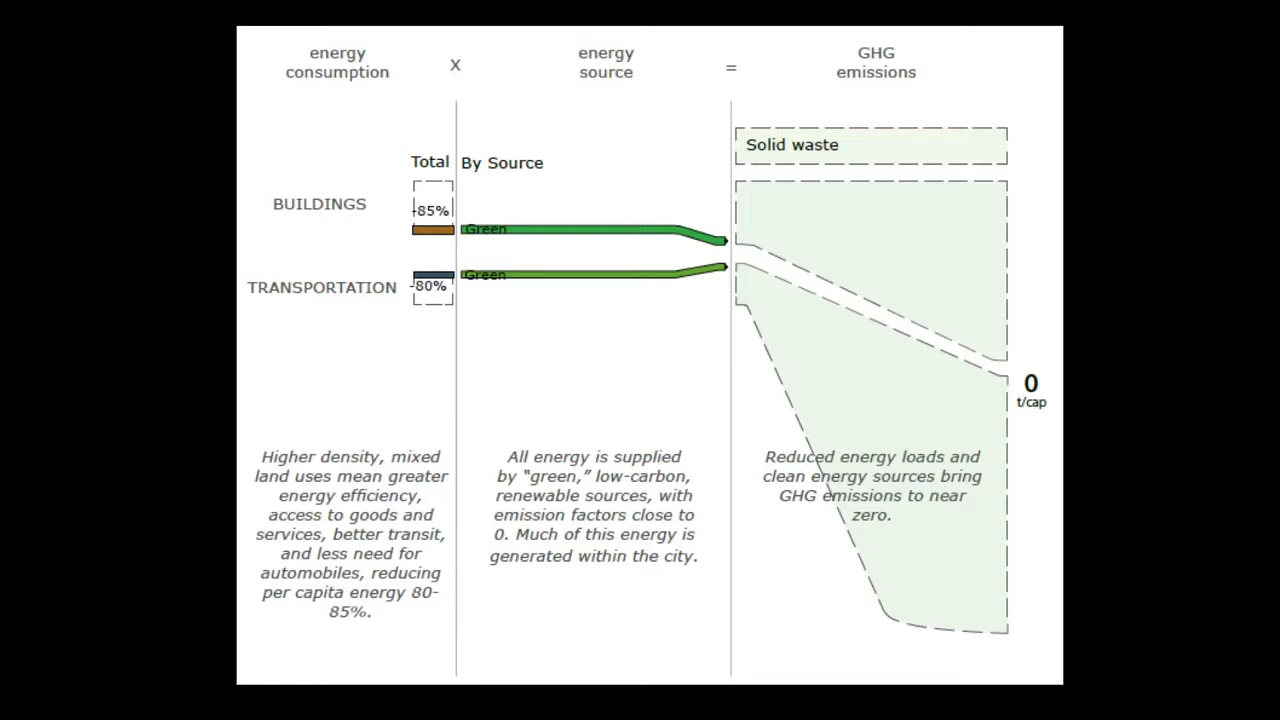 energy
consumption
X
energy
source
=
GHG
emissions
Solid waste
Total
By Source
BUILDINGS
-85%
Green
TRANSPORTATION
-80%
Green
0
t/cap
Higher density, mixed
land uses mean greater
energy efficiency,
access to goods and
services, better transit,
and less need for
automobiles, reducing
per capita energy 80-
85%.
All energy is supplied
by “green,” low-carbon,
renewable sources, with
emission factors close to
0. Much of this energy is
generated within the city.
Reduced energy loads and
clean energy sources bring
GHG emissions to near
zero.